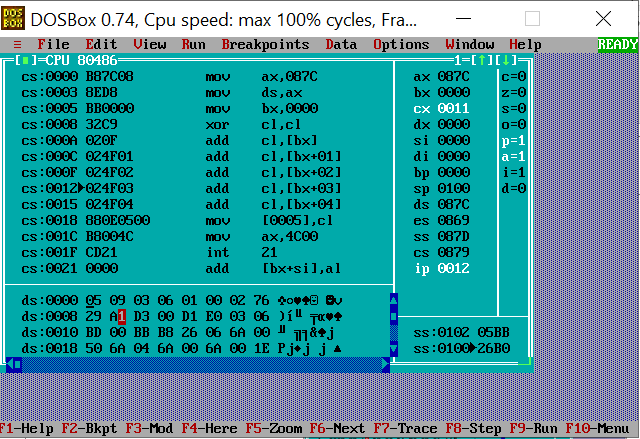 DOSBox 0.74, Cpu speed: max 100% cycles, Fra...
≡ File Edit View Run Breakpoints Data Options Window Help READY
[■]=CPU 80486 1=[↑][↓]
cs:0000 B87C08 mov ax,087C ax 087C c=0
cs:0003 8ED8 mov ds,ax bx 0000 z=0
cs:0005 BB0000 mov bx,0000 cx 0011 s=0
cs:0008 32C9 xor cl,cl dx 0000 o=0
cs:000A 020F add cl,[bx] si 0000 p=1
cs:000C 024F01 add cl,[bx+01] di 0000 a=1
cs:000F 024F02 add cl,[bx+02] bp 0000 i=1
cs:0012►024F03 add cl,[bx+03] sp 0100 d=0
cs:0015 024F04 add cl,[bx+04] ds 087C
cs:0018 880E0500 mov [0005],cl es 0869
cs:001C B8004C mov ax,4C00 ss 087D
cs:001F CD21 int 21 cs 0879
cs:0021 0000 add [bx+si],al ip 0012
ds:0000 05 09 03 06 01 00 02 76 ♣○♥♠☺ ☻v
ds:0008 29 A1 D3 00 D1 E0 03 06 )í╙ ╤α♥♠
ds:0010 BD 00 BB B8 26 06 6A 00 ╜ ╗╕&♠j
ds:0018 50 6A 04 6A 00 6A 00 1E Pj♦j j ▲
ss:0102 05BB
ss:0100►26B0
F1-Help F2-Bkpt F3-Mod F4-Here F5-Zoom F6-Next F7-Trace F8-Step F9-Run F10-Menu